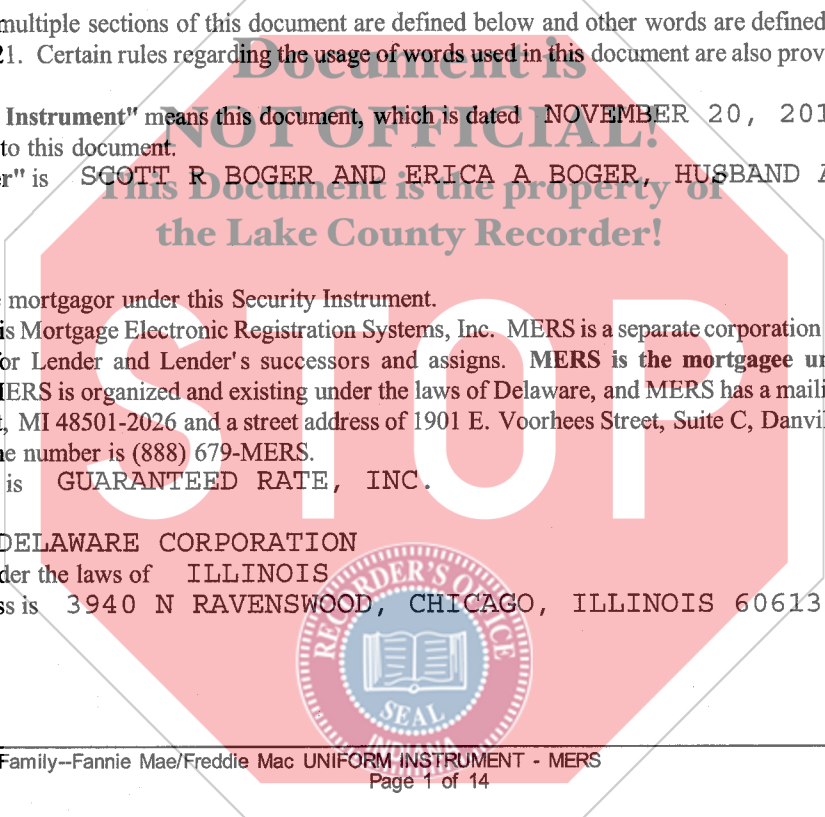 multiple sections of this document are defined below and other words are defined
21. Certain rules regarding the usage of words used in this document are also prov
Document is
Instrument" means this document, which is dated NOVEMBER 20, 201
NOT OFFICIAL!
to this document.
er" is SCOTT R BOGER AND ERICA A BOGER, HUSBAND A
This Document is the property of
the Lake County Recorder!
e mortgagor under this Security Instrument.
is Mortgage Electronic Registration Systems, Inc. MERS is a separate corporation
for Lender and Lender's successors and assigns. MERS is the mortgagee un
MERS is organized and existing under the laws of Delaware, and MERS has a maili
t, MI 48501-2026 and a street address of 1901 E. Voorhees Street, Suite C, Danvil
ne number is (888) 679-MERS.
STOP
is GUARANTEED RATE, INC.
DELAWARE CORPORATION
der the laws of ILLINOIS
ss is 3940 N RAVENSWOOD, CHICAGO, ILLINOIS 60613
RECORDER'S OFFICE
SEAL
INDIANA
Family--Fannie Mae/Freddie Mac UNIFORM INSTRUMENT - MERS
Page 1 of 14